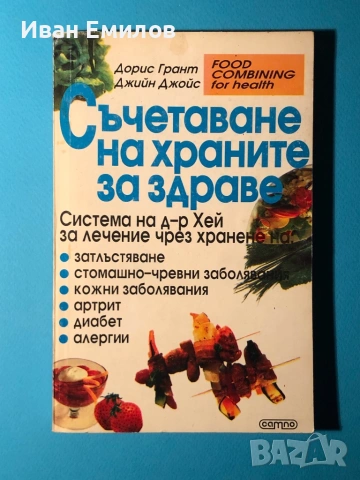 Иван Емилов
Дорис Грант
Джийн Джойс
FOOD
COMBINING
for health
Съчетаване
на храните
за здраве
Система на д-р Хей
за лечение чрез хранене на:
• затлъстяване
• стомашно-чревни заболявания
• кожни заболявания
• артрит
• диабет
• алергии
сатпо
BAZAR
bg